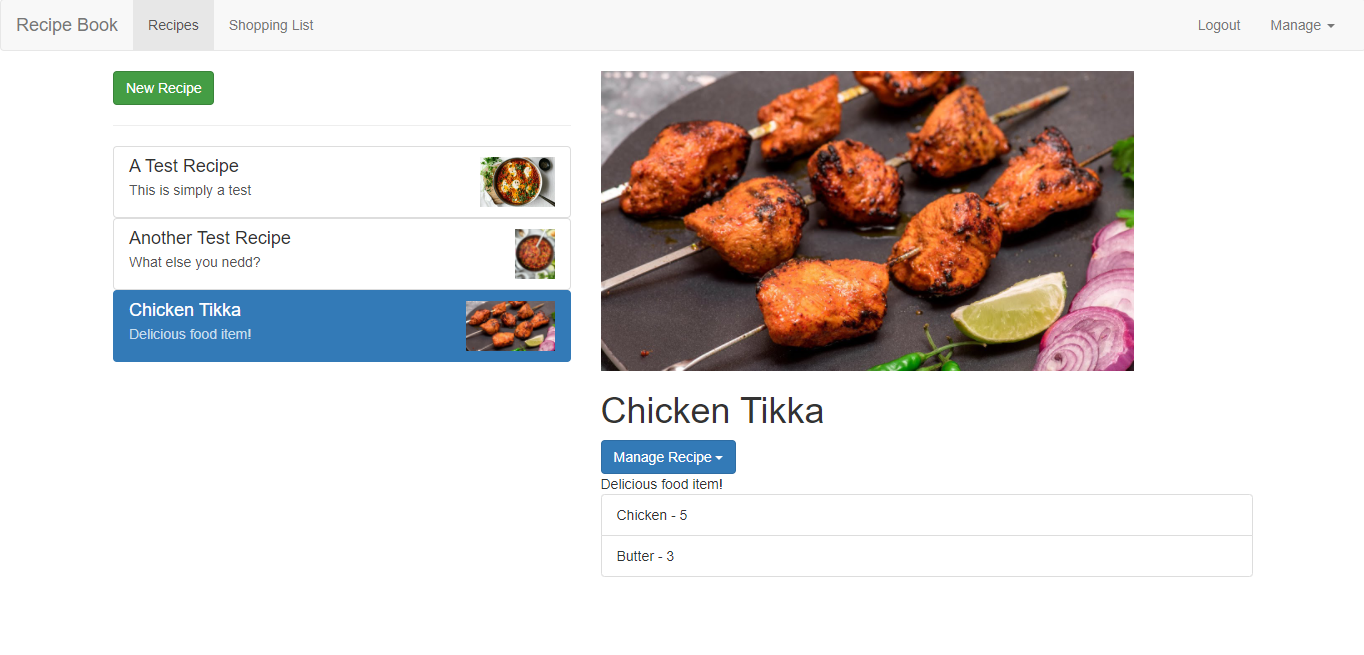 Recipe Book Recipes Shopping List Logout Manage
New Recipe
A Test Recipe
This is simply a test
Another Test Recipe
What else you nedd?
Chicken Tikka
Delicious food item!
Chicken Tikka
Manage Recipe
Delicious food item!
Chicken - 5
Butter - 3